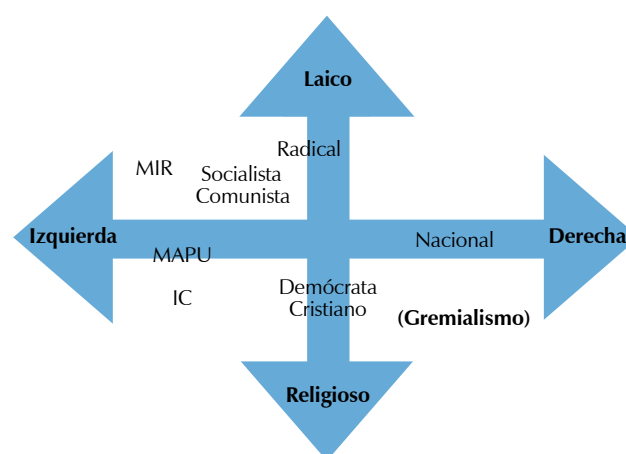 Laico
Radical
MIR
Socialista
Comunista
Izquierda
Nacional
Derecha
MAPU
IC
Demócrata
Cristiano
(Gremialismo)
Religioso